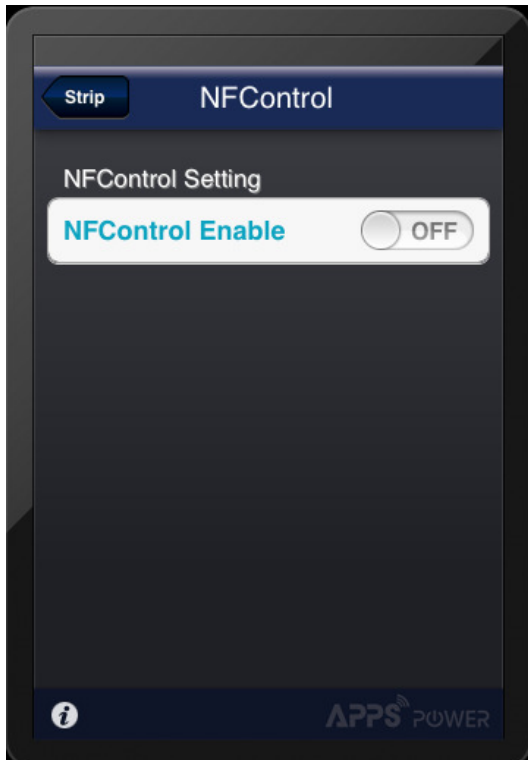 Strip
NFControl
NFControl Setting
NFControl Enable
OFF
i
APPS POWER